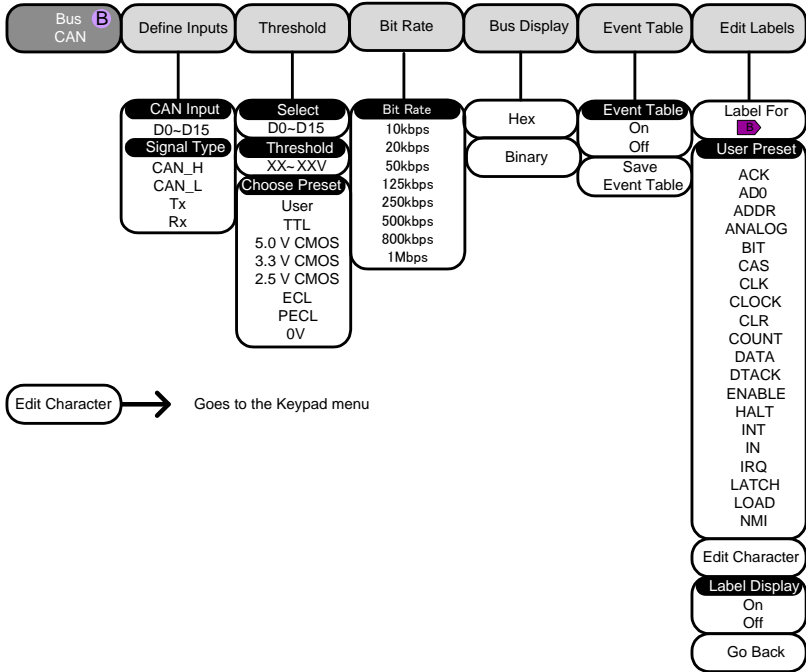 Bus B
CAN
Define Inputs
Threshold
Bit Rate
Bus Display
Event Table
Edit Labels
CAN Input
D0~D15
Signal Type
CAN_H
CAN_L
Tx
Rx
Select
D0~D15
Threshold
XX~XXV
Choose Preset
User
TTL
5.0 V CMOS
3.3 V CMOS
2.5 V CMOS
ECL
PECL
0V
Bit Rate
10kbps
20kbps
50kbps
125kbps
250kbps
500kbps
800kbps
1Mbps
Hex
Binary
Event Table
On
Off
Save
Event Table
Label For
B
User Preset
ACK
AD0
ADDR
ANALOG
BIT
CAS
CLK
CLOCK
CLR
COUNT
DATA
DTACK
ENABLE
HALT
INT
IN
IRQ
LATCH
LOAD
NMI
Edit Character
Label Display
On
Off
Go Back
Edit Character
Goes to the Keypad menu